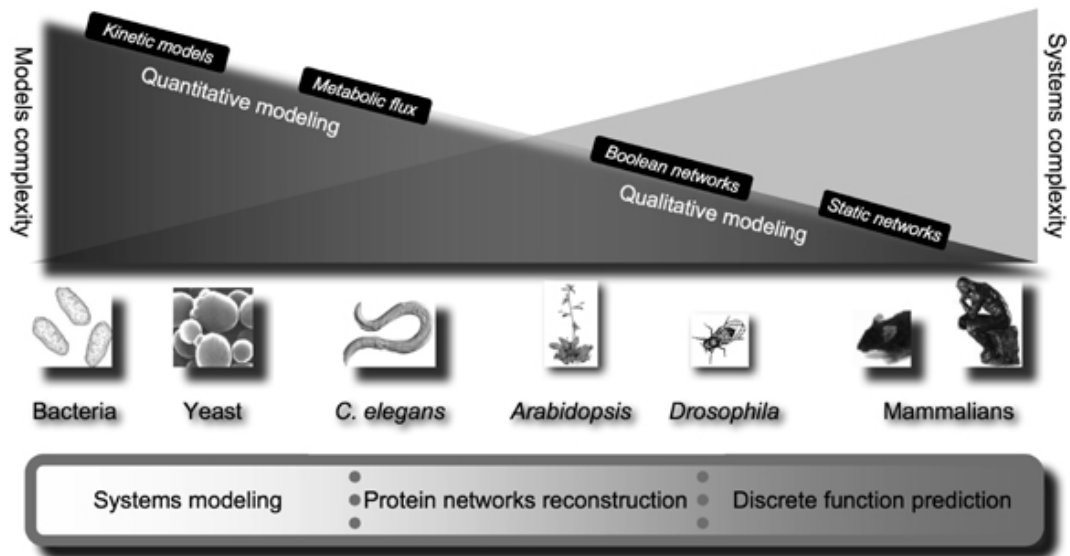 Models complexity
Kinetic models
Quantitative modeling
Metabolic flux
Boolean networks
Qualitative modeling
Static networks
Systems complexity
Bacteria
Yeast
C. elegans
Arabidopsis
Drosophila
Mammalians
Systems modeling
Protein networks reconstruction
Discrete function prediction